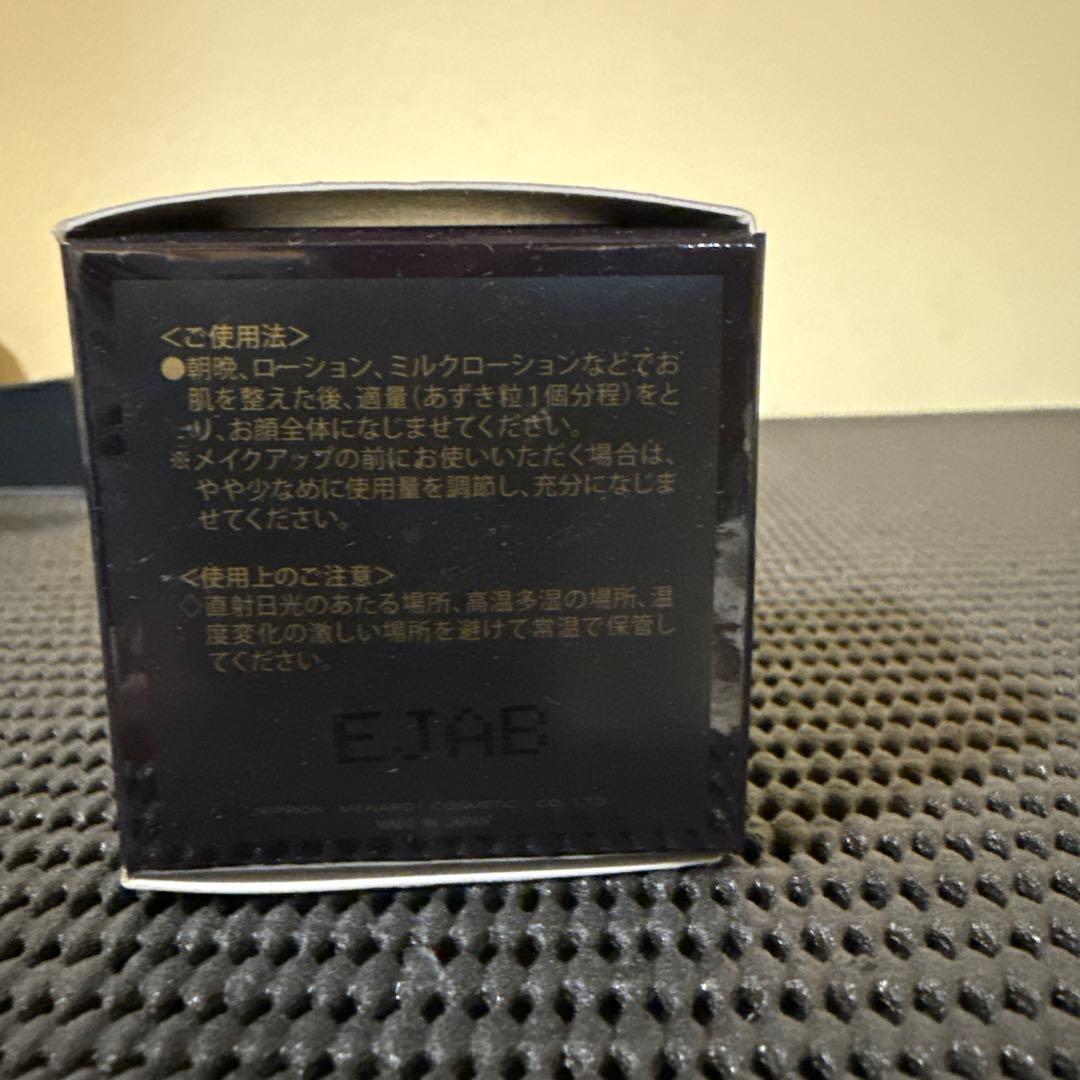 <ご使用法>
●朝晩、ローション、ミルクローションなどでお
肌を整えた後、適量(あずき粒1個分程)をと
り、お顔全体になじませてください。
※メイクアップの前にお使いいただく場合は、
やや少なめに使用量を調節し、充分になじま
せてください。
<使用上のご注意>
◇直射日光のあたる場所、高温多湿の場所、温
度変化の激しい場所を避けて常温で保管し
てください。
EJAB
NIPPON MENARD COSMETIC CO., LTD
MADE IN JAPAN